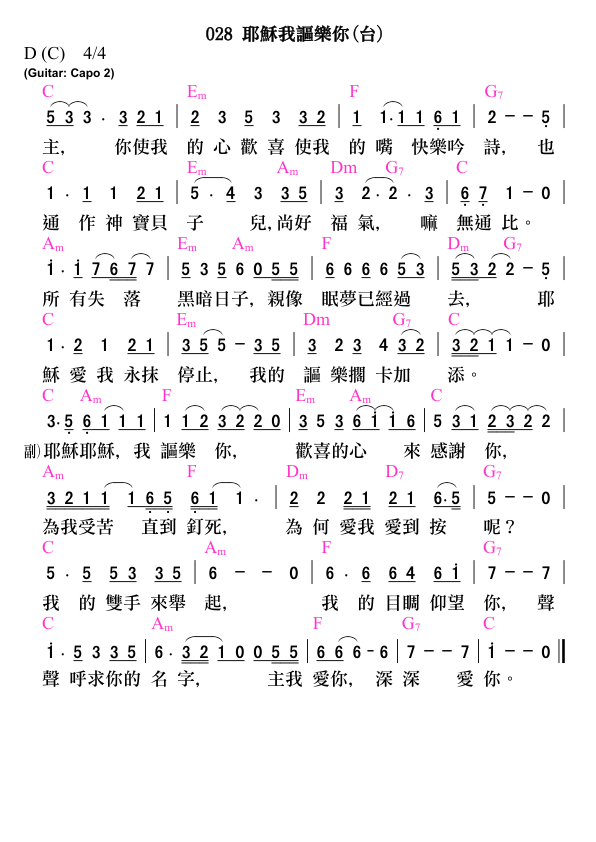 028 耶穌我謳樂你(台)
D (C) 4/4
(Guitar: Capo 2)
C Em F G7
5 3 3 . 3 2 1 | 2 3 5 3 3 2 | 1 1 . 1 1 6 1 | 2 − − 5 |
主, 你使我 的 心 歡 喜 使我 的 嘴 快樂吟 詩, 也
C Em Am Dm G7 C
1 . 1 1 2 1 | 5 . 4 3 3 5 | 3 2 . 2 . 3 | 6 7 1 − 0 |
通 作 神 寶貝 子 兒,尚好 福 氣, 嘛 無通 比。
Am Em Am F Dm G7
1 . 1 7 6 7 7 | 5 3 5 6 0 5 5 | 6 6 6 6 5 3 | 5 3 2 2 − 5 |
所 有失 落 黑暗日子, 親像 眠夢已經過 去, 耶
C Em Dm G7 C
1 . 2 1 2 1 | 3 5 5 − 3 5 | 3 2 3 4 3 2 | 3 2 1 1 − 0 |
穌 愛 我 永抹 停止, 我的 謳 樂擱 卡加 添。
C Am F Em Am C
3 . 5 6 1 1 1 | 1 1 2 3 2 2 0 | 3 5 3 6 1 1 6 | 5 3 1 2 3 2 2 |
副)耶穌耶穌, 我 謳樂 你, 歡喜的心 來 感謝 你,
Am F Dm D7 G7
3 2 1 1 1 6 5 6 1 1 . | 2 2 2 1 2 1 6 . 5 | 5 − − 0 |
為我受苦 直到 釘死, 為 何 愛我 愛到 按 呢？
C Am F G7
5 . 5 5 3 3 5 | 6 − − 0 | 6 . 6 6 4 6 1 | 7 − − 7 |
我 的 雙手 來舉 起, 我 的 目睭 仰望 你, 聲
C Am F G7 C
1 . 5 3 3 5 | 6 . 3 2 1 0 0 5 5 | 6 6 6 - 6 | 7 − − 7 | 1 − − 0 ‖
聲 呼求你的 名 字, 主我 愛你, 深 深 愛 你。